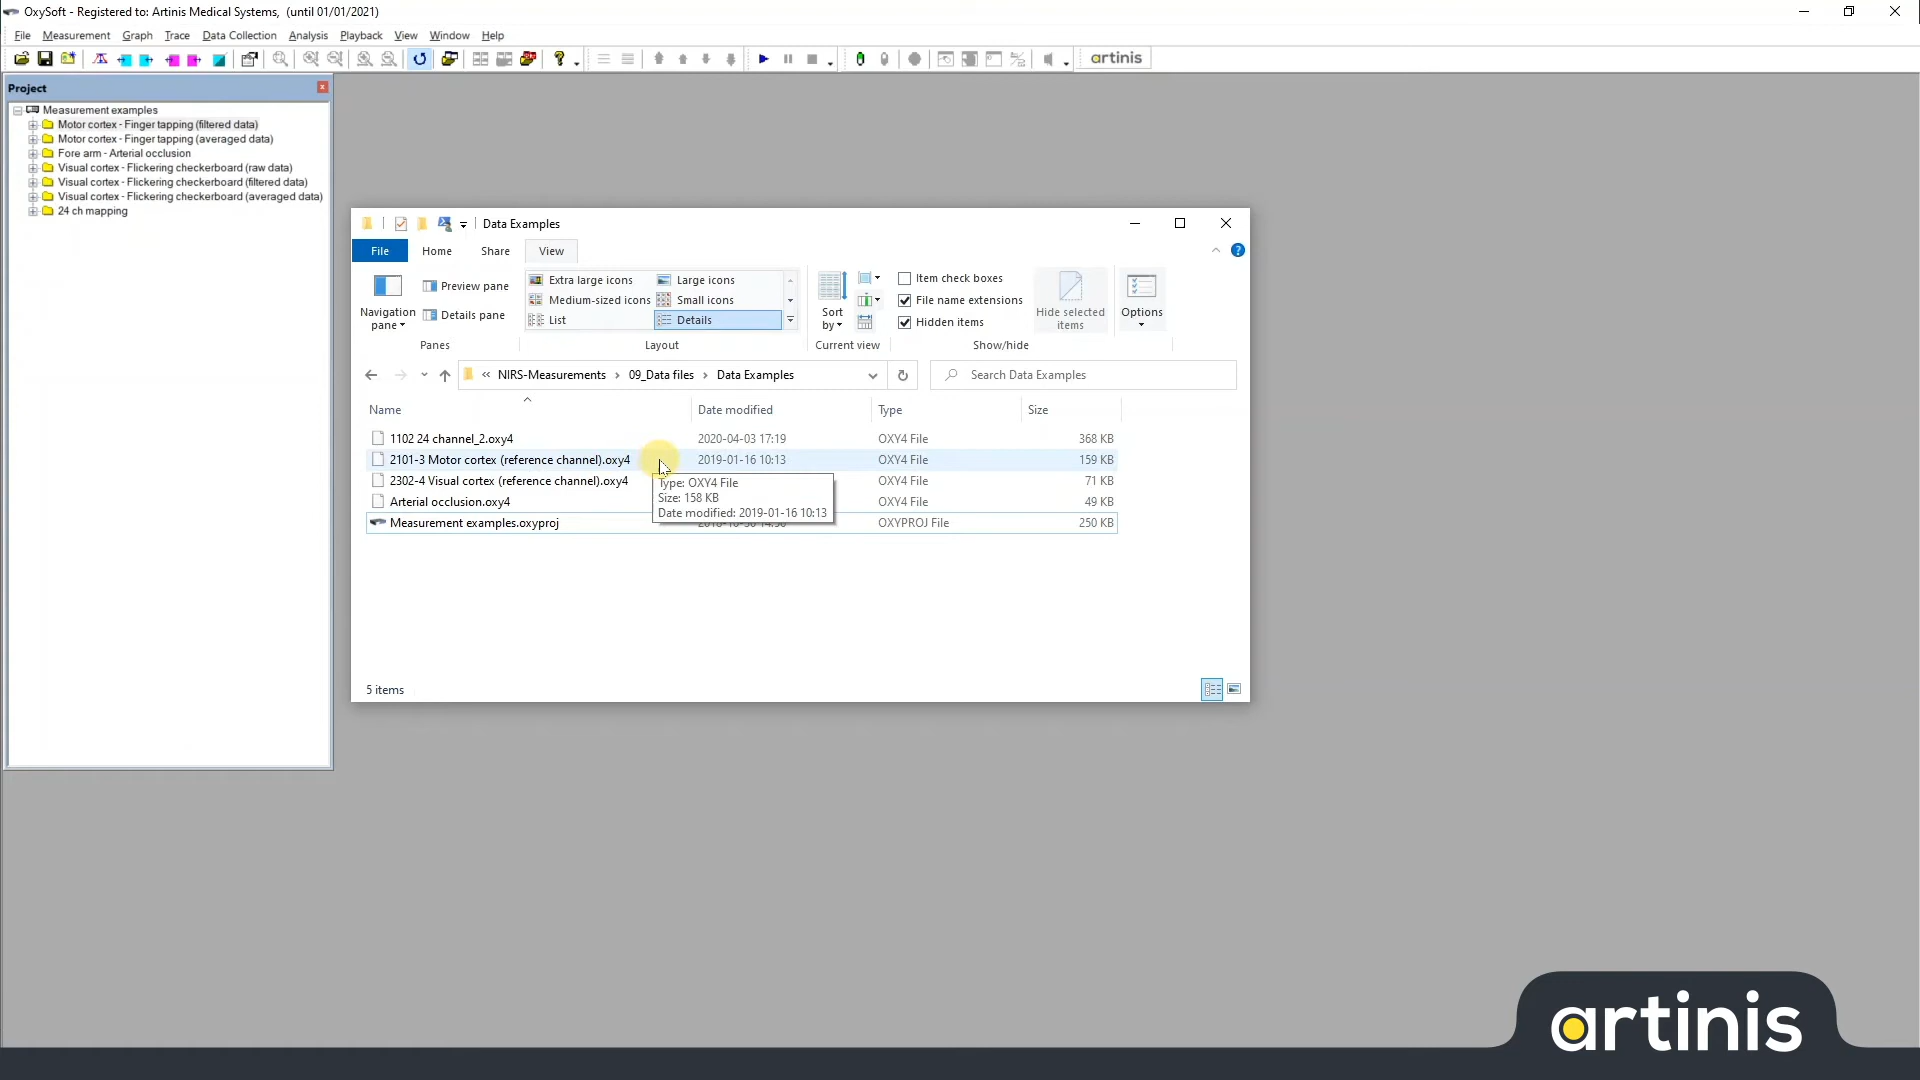 OxySoft - Registered to: Artinis Medical Systems, (until 01/01/2021)
File Measurement Graph Trace Data Collection Analysis Playback View Window Help
artinis
Project
Measurement examples
Motor cortex - Finger tapping (filtered data)
Motor cortex - Finger tapping (averaged data)
Fore arm - Arterial occlusion
Visual cortex - Flickering checkerboard (raw data)
Visual cortex - Flickering checkerboard (filtered data)
Visual cortex - Flickering checkerboard (averaged data)
24 ch mapping
Data Examples
File Home Share View
Navigation pane
Preview pane
Details pane
Panes
Extra large icons Large icons
Medium-sized icons Small icons
List Details
Layout
Sort by
Current view
Item check boxes
File name extensions
Hidden items
Hide selected items
Show/hide
Options
« NIRS-Measurements › 09_Data files › Data Examples
Search Data Examples
Name Date modified Type Size
1102 24 channel_2.oxy4 2020-04-03 17:19 OXY4 File 368 KB
2101-3 Motor cortex (reference channel).oxy4 2019-01-16 10:13 OXY4 File 159 KB
2302-4 Visual cortex (reference channel).oxy4 OXY4 File 71 KB
Arterial occlusion.oxy4 OXY4 File 49 KB
Measurement examples.oxyproj OXYPROJ File 250 KB
Type: OXY4 File
Size: 158 KB
Date modified: 2019-01-16 10:13
5 items
artinis